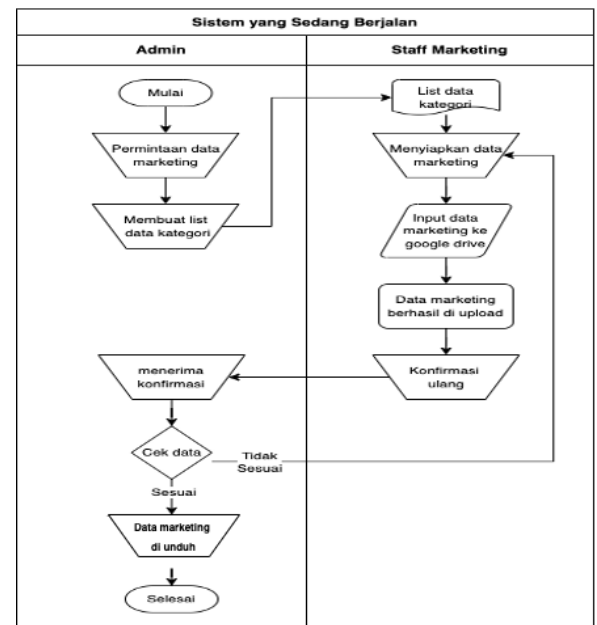 Sistem yang Sedang Berjalan
Admin
Staff Marketing
Mulai
Permintaan data
marketing
Membuat list
data kategori
List data
kategori
Menyiapkan data
marketing
Input data
marketing ke
google drive
Data marketing
berhasil di upload
Konfirmasi
ulang
menerima
konfirmasi
Cek data
Tidak
Sesuai
Sesuai
Data marketing
di unduh
Selesai